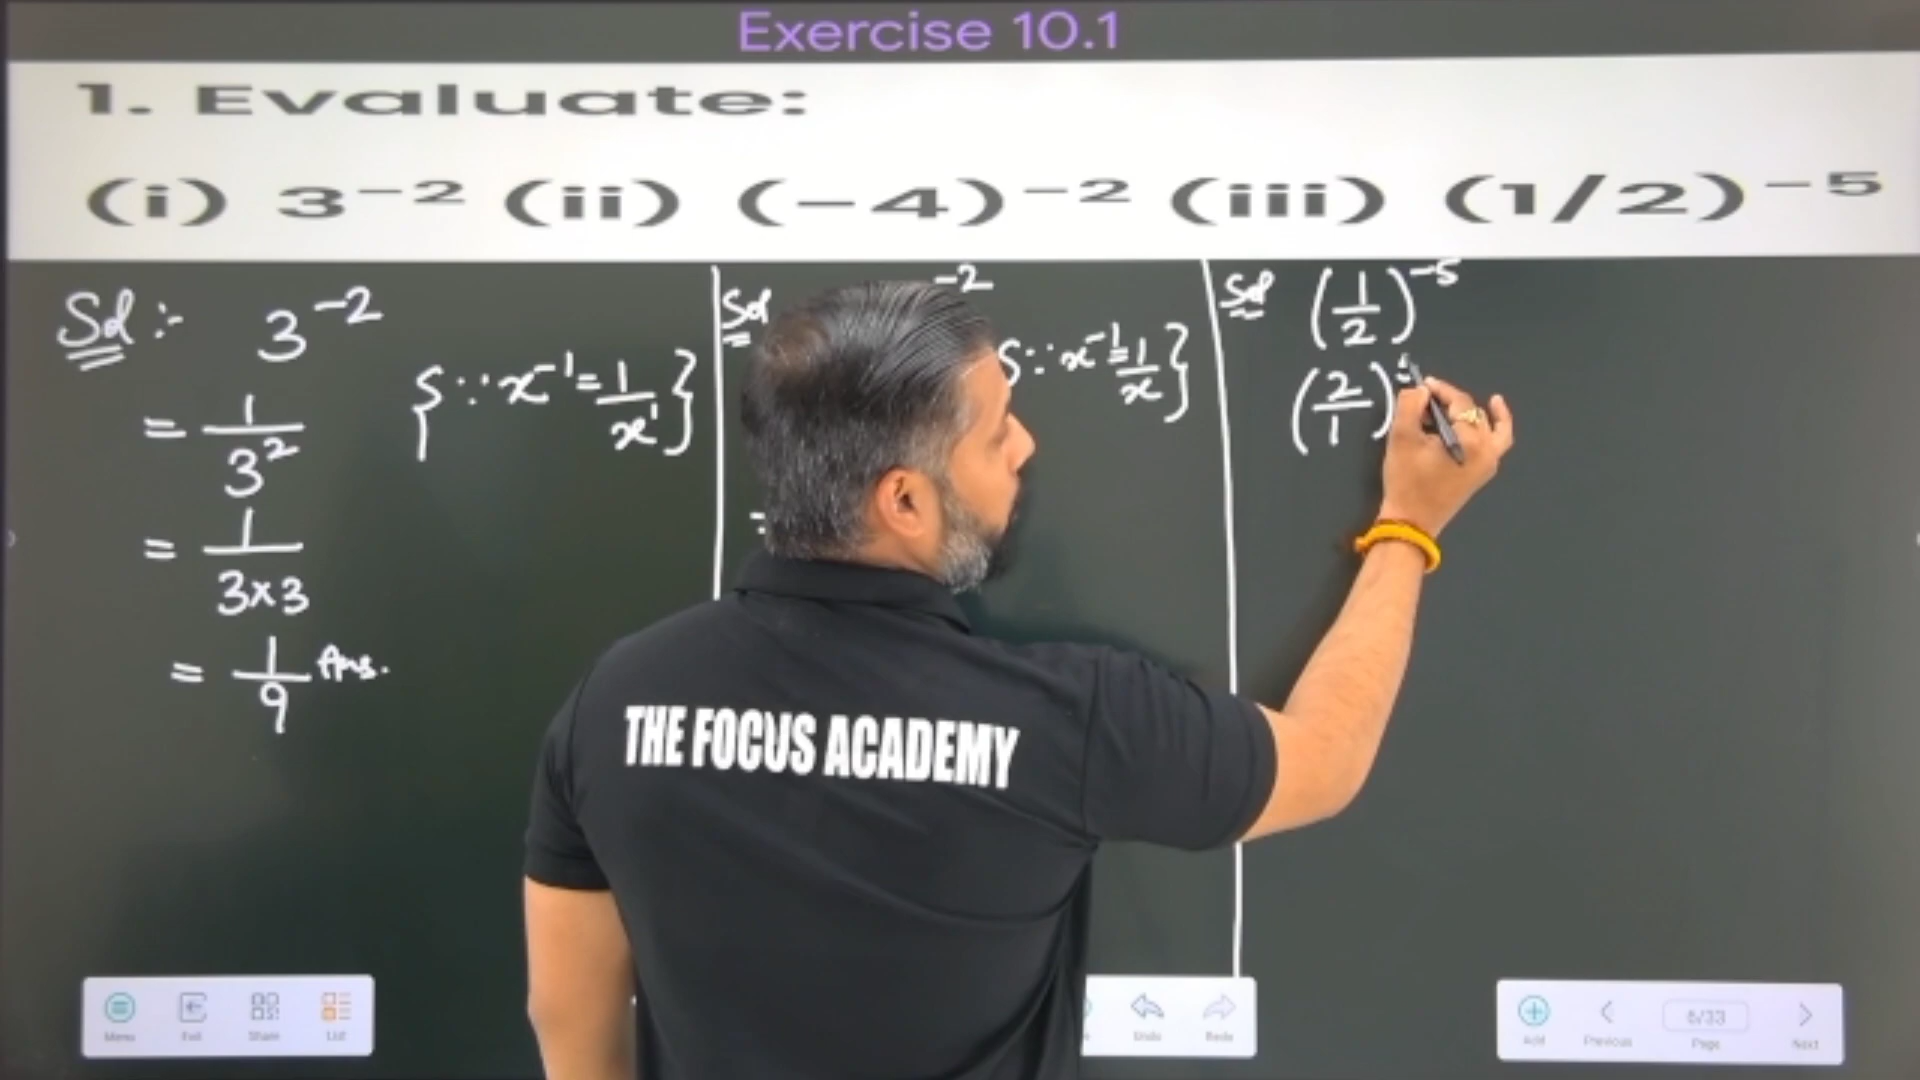 Exercise 10.1
1. Evaluate:
(i) 3⁻² (ii) (-4)⁻² (iii) (1/2)⁻⁵
Sol :- 3⁻²
= 1/3² {∵ x⁻¹ = 1/x¹}
= 1/3×3
= 1/9 Ans.
Sol ⁻²
∵ x⁻¹ = 1/x}
=
Sol (1/2)⁻⁵
(2/1)
THE FOCUS ACADEMY
Menu Exit Share List
Undo Redo
Add Previous 6/33 Page Next